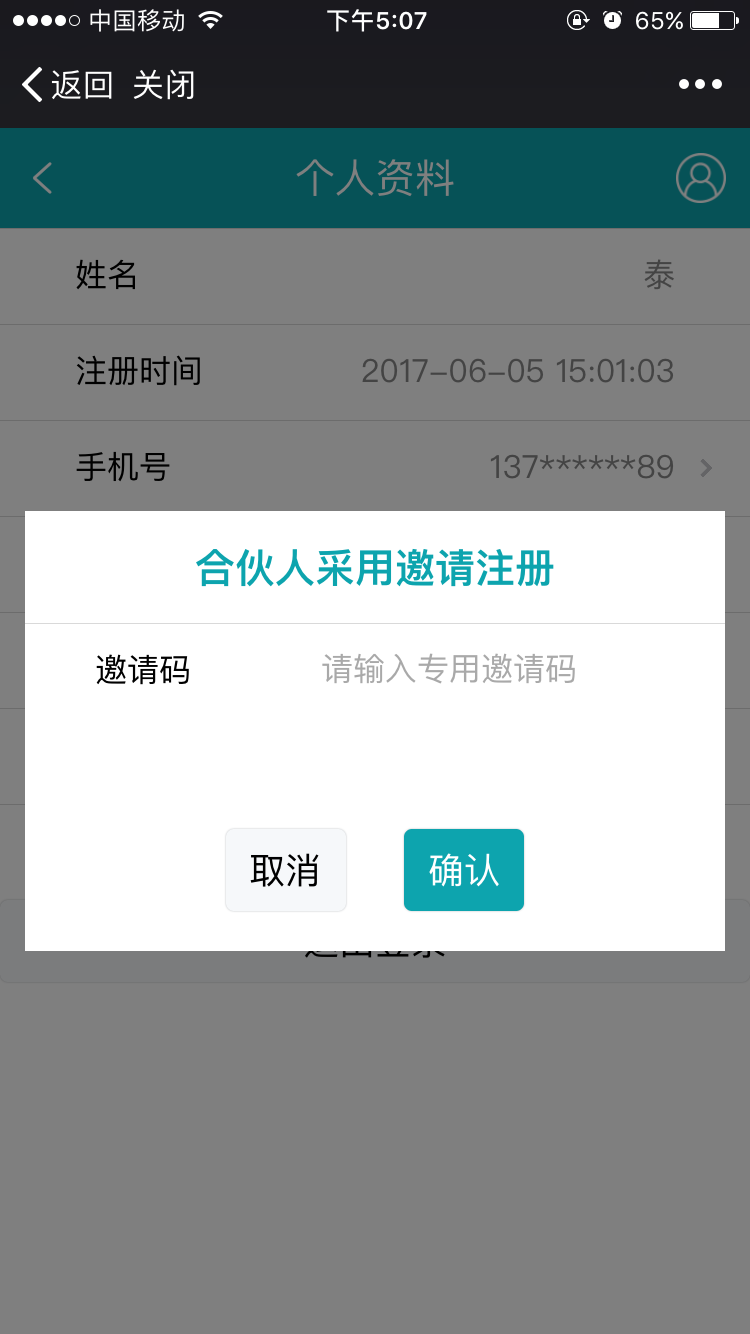 中国移动 下午5:07 65%
返回 关闭
个人资料
姓名 泰
注册时间 2017-06-05 15:01:03
手机号 137******89
合伙人采用邀请注册
邀请码 请输入专用邀请码
取消 确认